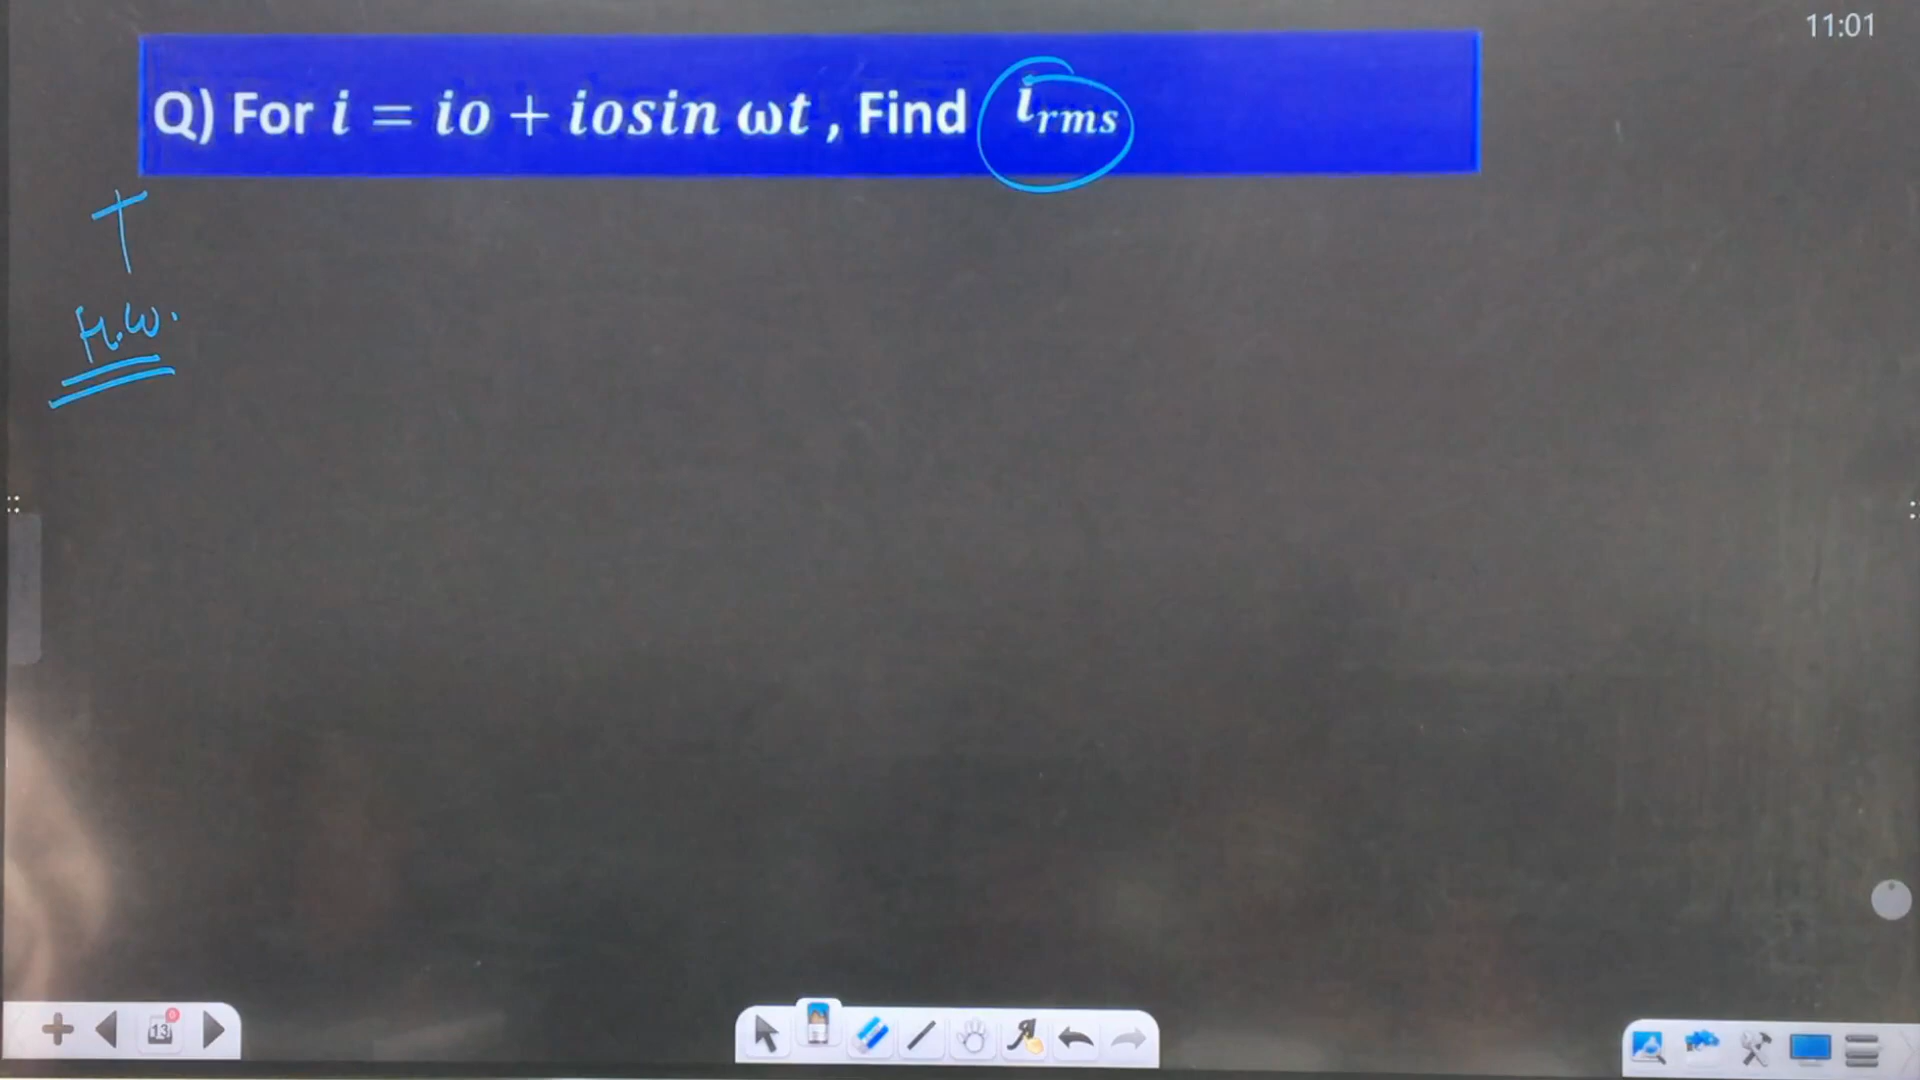 11:01
Q) For i = io + iosin ωt , Find i_rms
T
H.W.
13